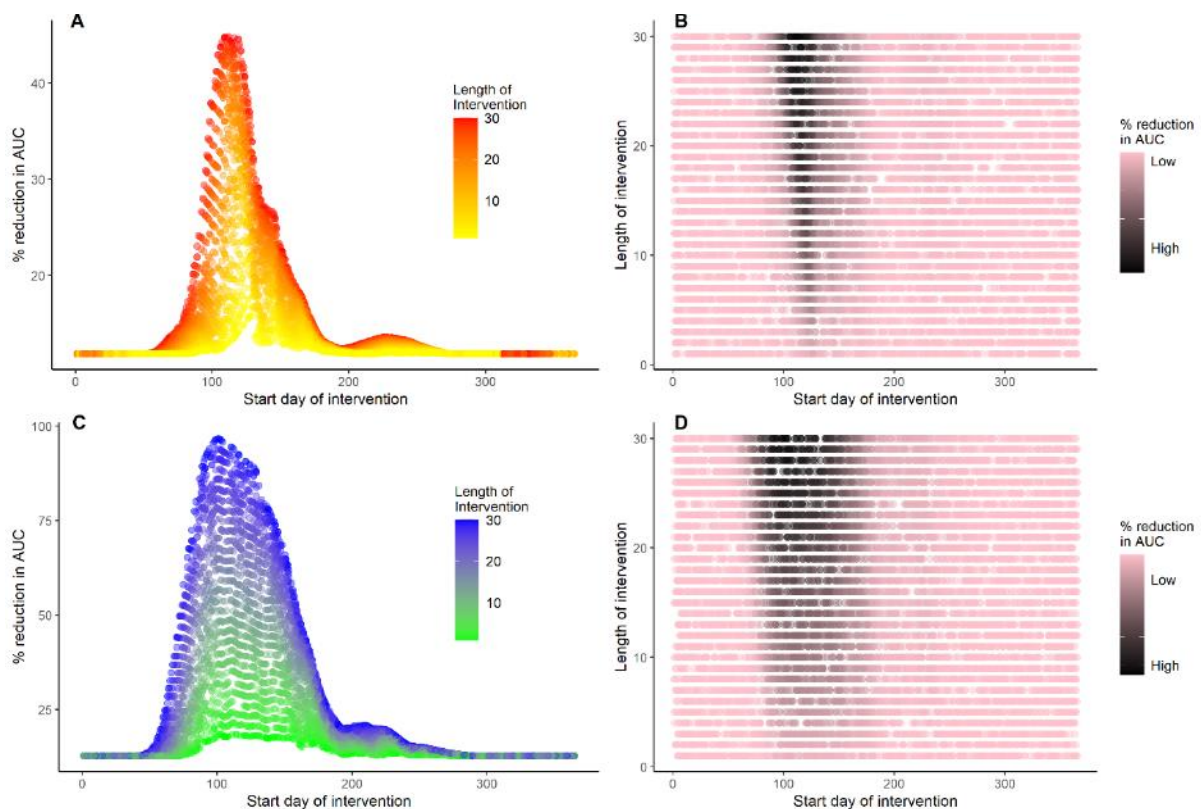 A
% reduction in AUC
40
30
20
0
100
200
300
Start day of intervention
Length of
Intervention
30
20
10
B
Length of intervention
30
20
10
0
0
100
200
300
Start day of intervention
% reduction
in AUC
Low
High
C
% reduction in AUC
100
75
50
25
0
100
200
300
Start day of intervention
Length of
Intervention
30
20
10
D
Length of intervention
30
20
10
0
0
100
200
300
Start day of intervention
% reduction
in AUC
Low
High